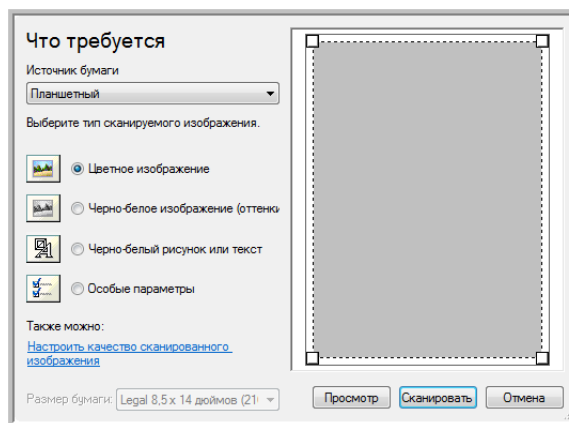 Что требуется
Источник бумаги
Планшетный
Выберите тип сканируемого изображения.
Цветное изображение
Черно-белое изображение (оттенки
Черно-белый рисунок или текст
Особые параметры
Также можно:
Настроить качество сканированного
изображения
Размер бумаги: Legal 8,5 x 14 дюймов (21
Просмотр Сканировать Отмена